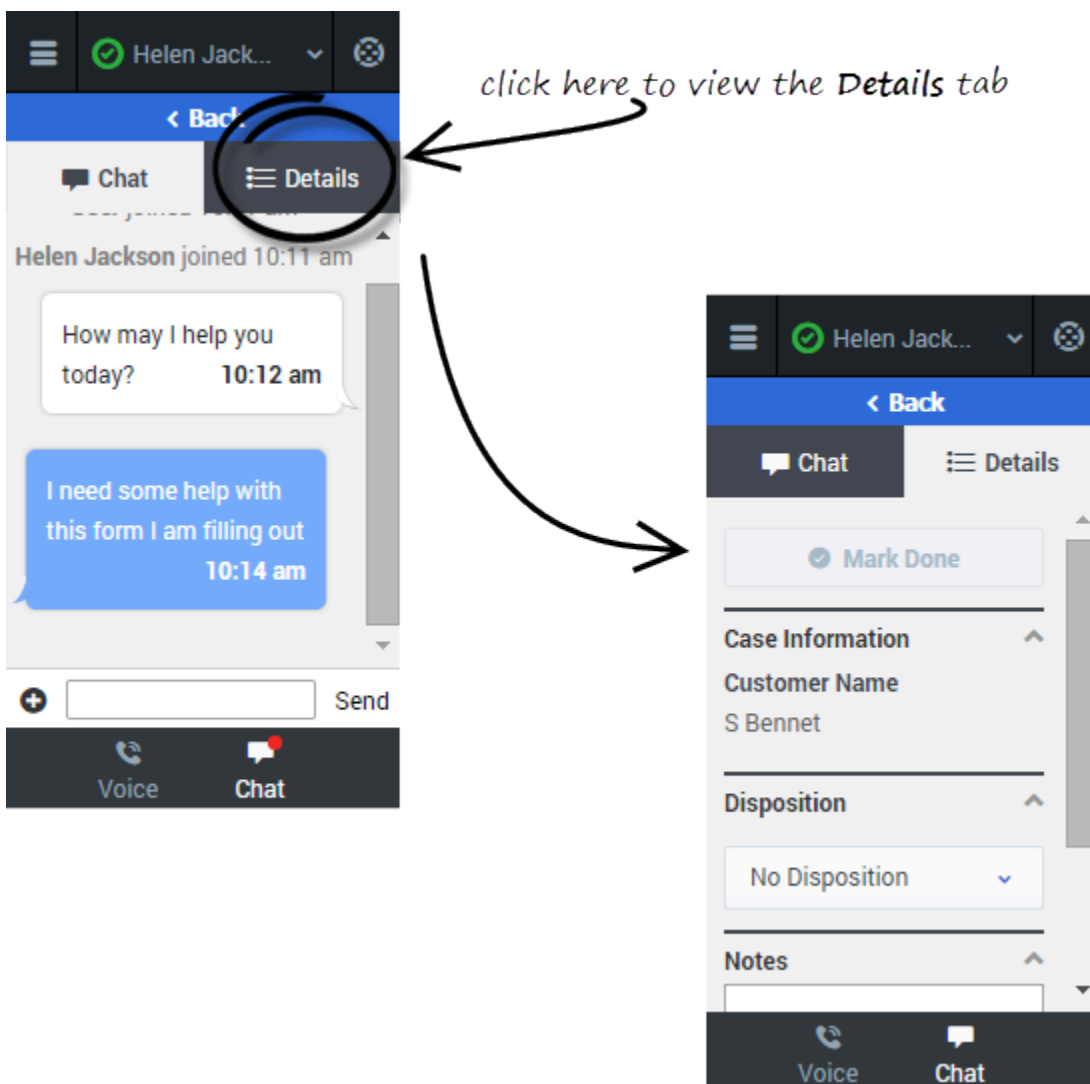 Helen Jack...
click here to view the Details tab
Back
Chat
Details
Helen Jackson joined 10:11 am
How may I help you
today? 10:12 am
I need some help with
this form I am filling out
10:14 am
Send
Voice
Chat
Helen Jack...
Back
Chat
Details
Mark Done
Case Information
Customer Name
S Bennet
Disposition
No Disposition
Notes
Voice
Chat